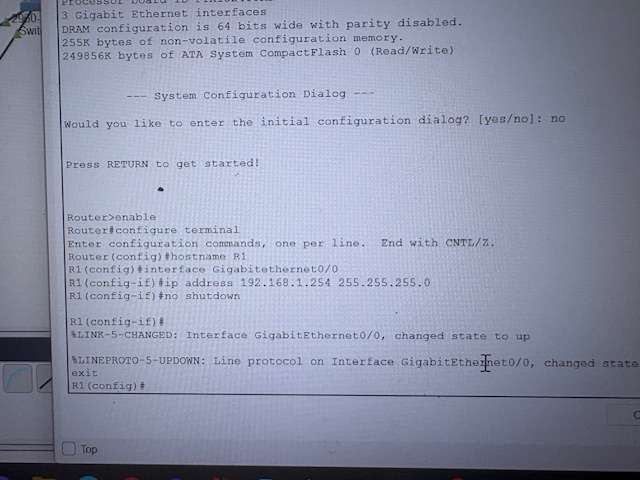 2950-
Swit
3 Gigabit Ethernet interfaces
DRAM configuration is 64 bits wide with parity disabled.
255K bytes of non-volatile configuration memory.
249856K bytes of ATA System CompactFlash 0 (Read/Write)
--- System Configuration Dialog ---
Would you like to enter the initial configuration dialog? [yes/no]: no
Press RETURN to get started!
Router>enable
Router#configure terminal
Enter configuration commands, one per line.  End with CNTL/Z.
Router(config)#hostname R1
R1(config)#interface Gigabitethernet0/0
R1(config-if)#ip address 192.168.1.254 255.255.255.0
R1(config-if)#no shutdown
R1(config-if)#
%LINK-5-CHANGED: Interface GigabitEthernet0/0, changed state to up
%LINEPROTO-5-UPDOWN: Line protocol on Interface GigabitEthernet0/0, changed state
exit
R1(config)#
Top